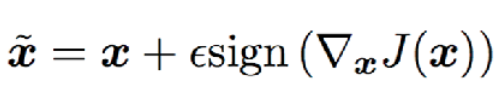 x̃ = x + ϵsign (∇ₓJ(x))